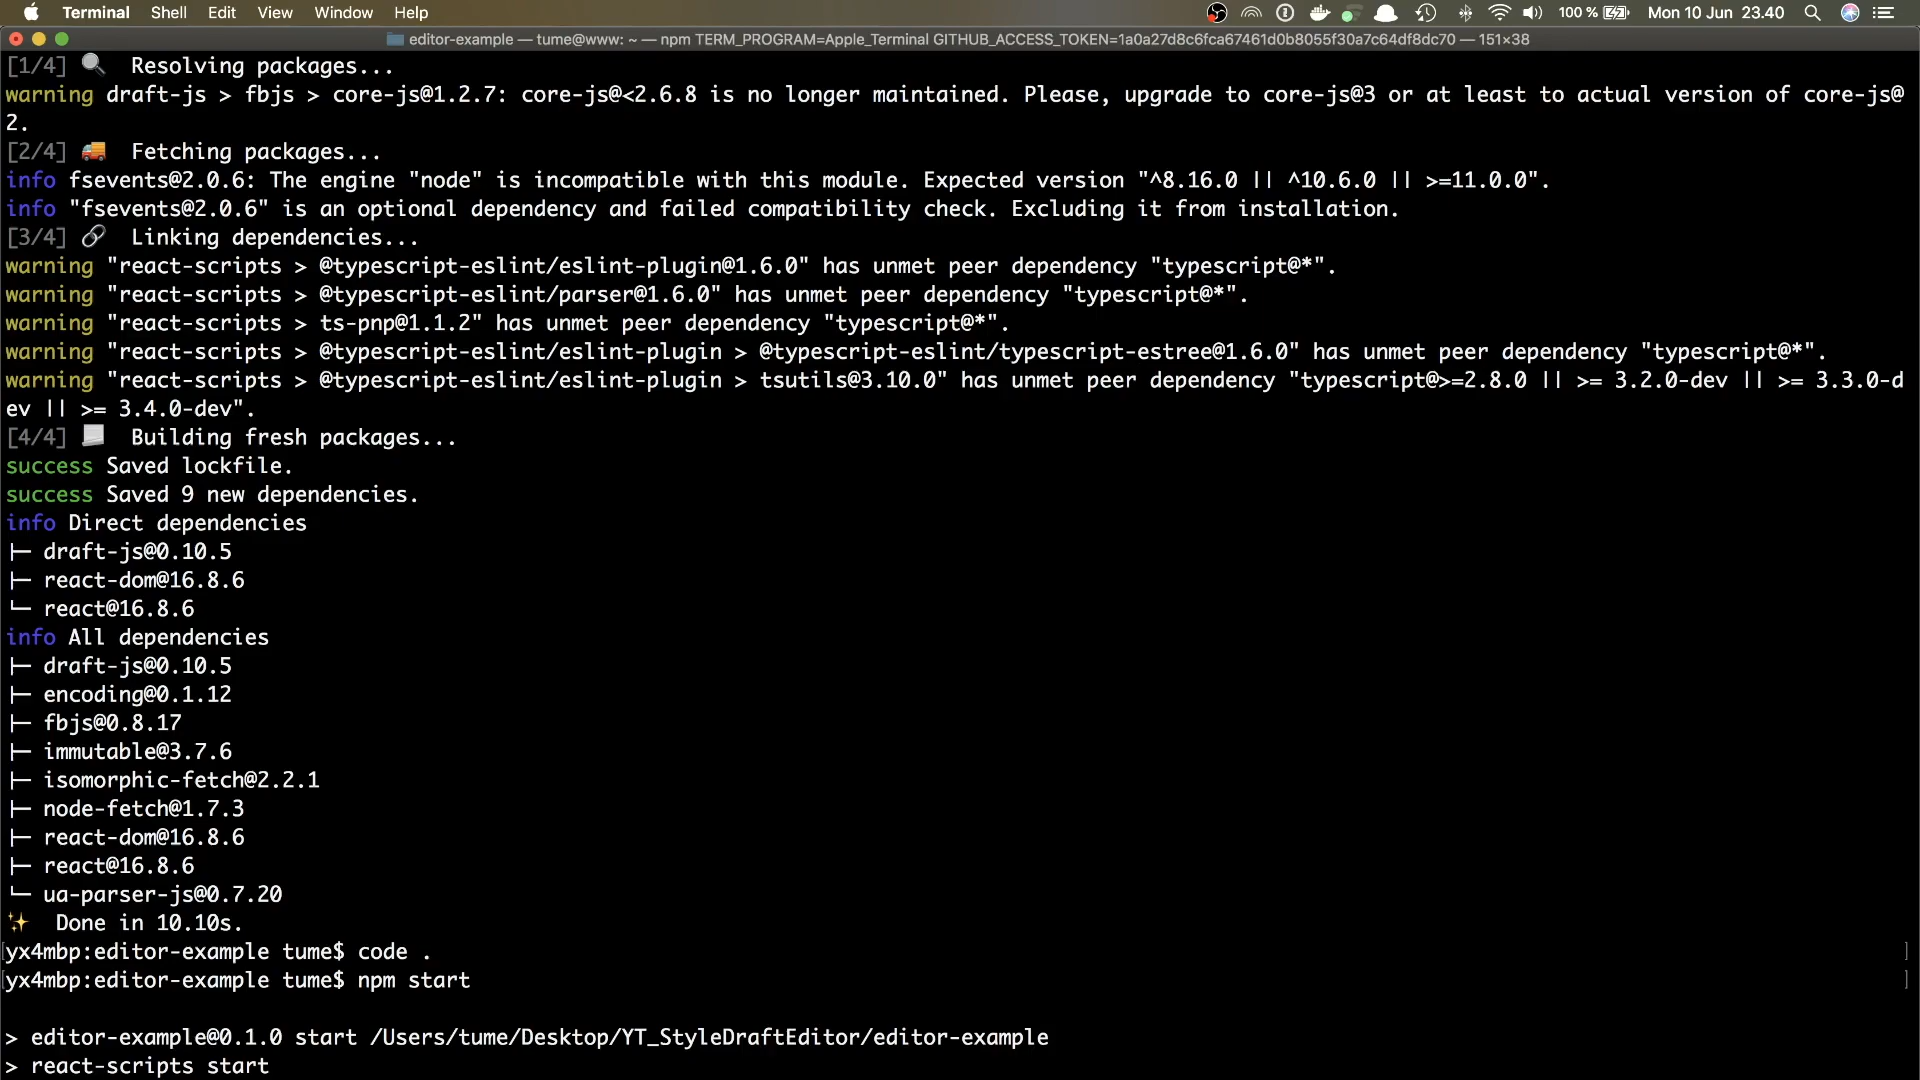 Terminal Shell Edit View Window Help 100 % Mon 10 Jun 23.40
editor-example — tume@www: ~ — npm TERM_PROGRAM=Apple_Terminal GITHUB_ACCESS_TOKEN=1a0a27d8c6fca67461d0b8055f30a7c64df8dc70 — 151×38
[1/4] 🔍 Resolving packages...
warning draft-js > fbjs > core-js@1.2.7: core-js@<2.6.8 is no longer maintained. Please, upgrade to core-js@3 or at least to actual version of core-js@
2.
[2/4] 🚚 Fetching packages...
info fsevents@2.0.6: The engine "node" is incompatible with this module. Expected version "^8.16.0 || ^10.6.0 || >=11.0.0".
info "fsevents@2.0.6" is an optional dependency and failed compatibility check. Excluding it from installation.
[3/4] 🔗 Linking dependencies...
warning "react-scripts > @typescript-eslint/eslint-plugin@1.6.0" has unmet peer dependency "typescript@*".
warning "react-scripts > @typescript-eslint/parser@1.6.0" has unmet peer dependency "typescript@*".
warning "react-scripts > ts-pnp@1.1.2" has unmet peer dependency "typescript@*".
warning "react-scripts > @typescript-eslint/eslint-plugin > @typescript-eslint/typescript-estree@1.6.0" has unmet peer dependency "typescript@*".
warning "react-scripts > @typescript-eslint/eslint-plugin > tsutils@3.10.0" has unmet peer dependency "typescript@>=2.8.0 || >= 3.2.0-dev || >= 3.3.0-d
ev || >= 3.4.0-dev".
[4/4] 📃 Building fresh packages...
success Saved lockfile.
success Saved 9 new dependencies.
info Direct dependencies
├─ draft-js@0.10.5
├─ react-dom@16.8.6
└─ react@16.8.6
info All dependencies
├─ draft-js@0.10.5
├─ encoding@0.1.12
├─ fbjs@0.8.17
├─ immutable@3.7.6
├─ isomorphic-fetch@2.2.1
├─ node-fetch@1.7.3
├─ react-dom@16.8.6
├─ react@16.8.6
└─ ua-parser-js@0.7.20
✨ Done in 10.10s.
[yx4mbp:editor-example tume$ code . ]
[yx4mbp:editor-example tume$ npm start ]
> editor-example@0.1.0 start /Users/tume/Desktop/YT_StyleDraftEditor/editor-example
> react-scripts start